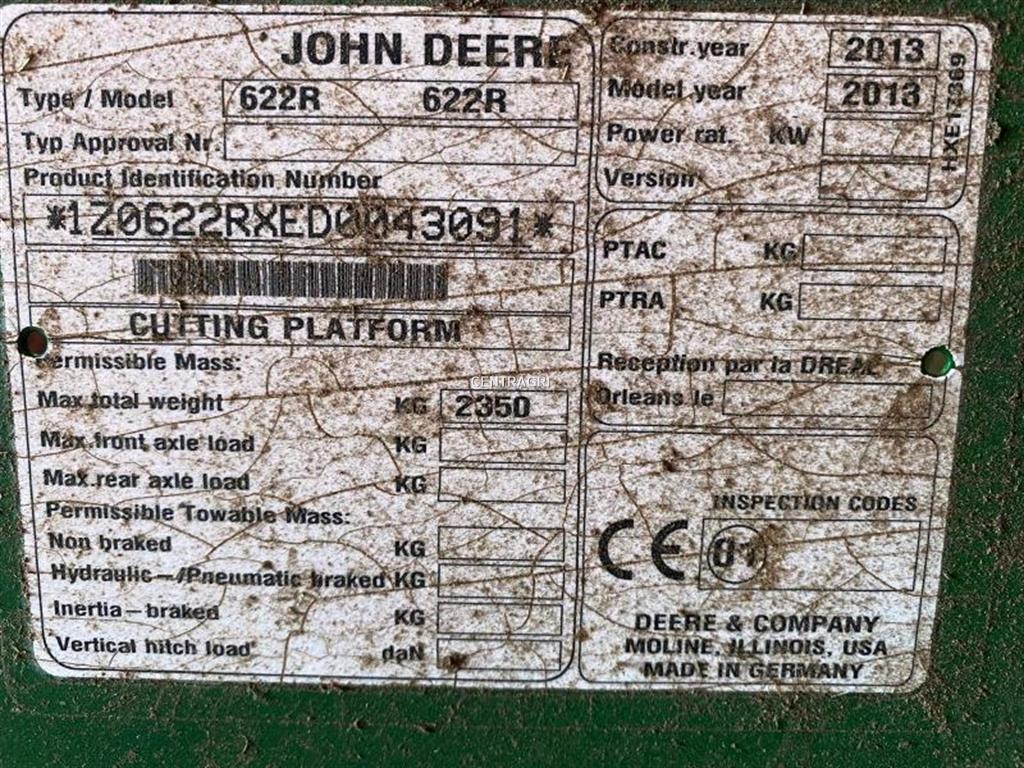 JOHN DEERE
Type / Model 622R 622R
Typ Approval Nr.
Product Identification Number
*1Z0622RXED0043091*
CUTTING PLATFORM
Permissible Mass:
Max total weight KG 2350
Max.front axle load KG
Max.rear axle load KG
Permissible Towable Mass:
Non braked KG
Hydraulic-/Pneumatic braked KG
Inertia-braked KG
Vertical hitch load daN
Constr.year 2013
Model year 2013
Power rat. KW
Version
HXE17369
PTAC KG
PTRA KG
Reception par la DREAL
Orleans le
CENTRAGRI
INSPECTION CODES
CE 01
DEERE & COMPANY
MOLINE, ILLINOIS, USA
MADE IN GERMANY